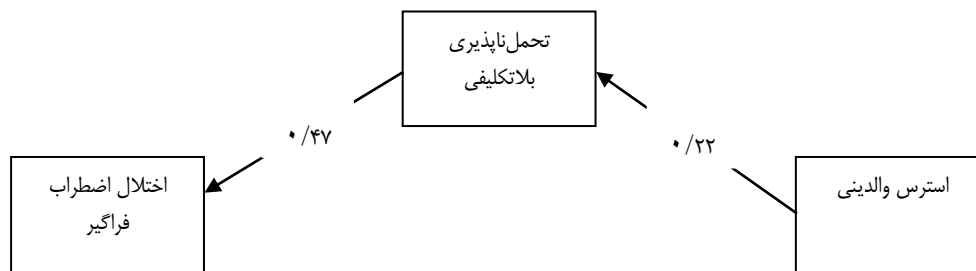 تحمل‌ناپذیری
بلاتکلیفی
۰/۲۲
۰/۴۷
استرس والدینی
اختلال اضطراب
فراگیر